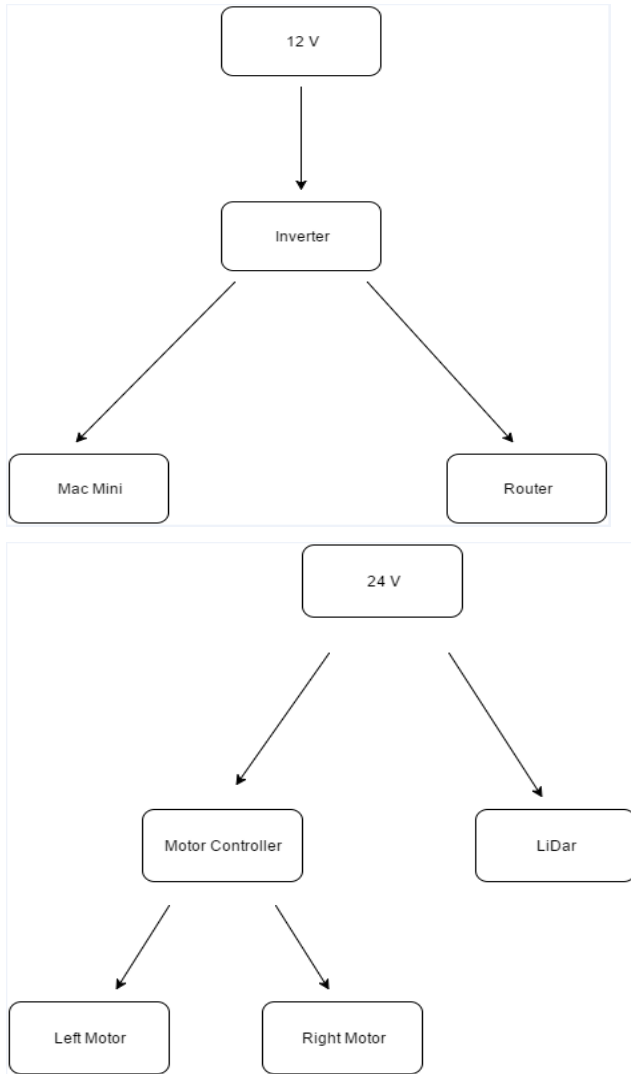 12 V
Inverter
Mac Mini
Router
24 V
Motor Controller
LiDar
Left Motor
Right Motor